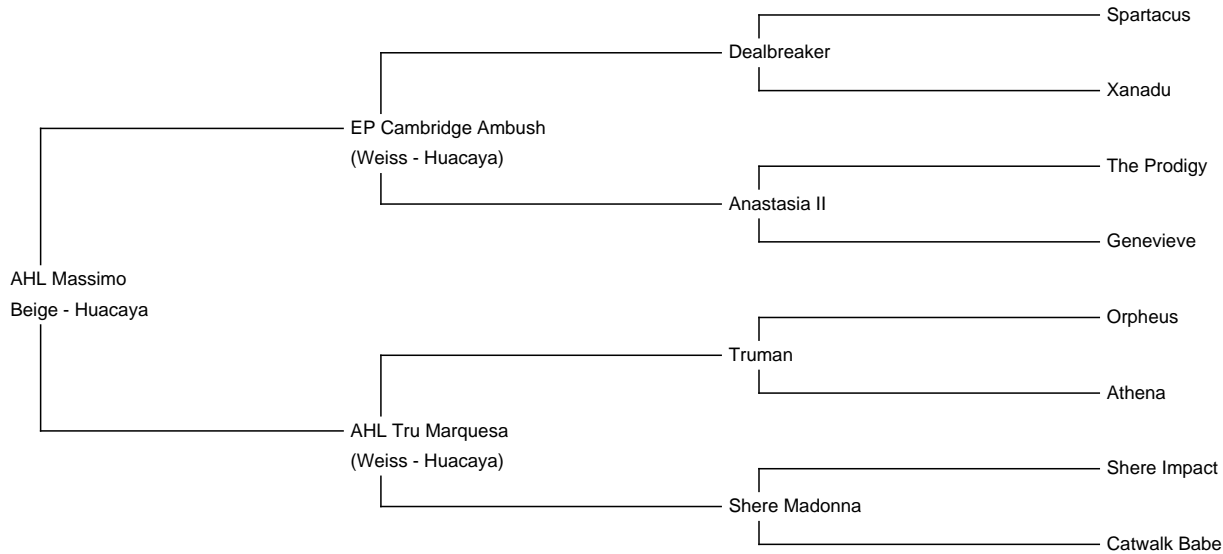 Spartacus
Dealbreaker
Xanadu
EP Cambridge Ambush
(Weiss - Huacaya)
The Prodigy
Anastasia II
Genevieve
AHL Massimo
Beige - Huacaya
Orpheus
Truman
Athena
AHL Tru Marquesa
(Weiss - Huacaya)
Shere Impact
Shere Madonna
Catwalk Babe